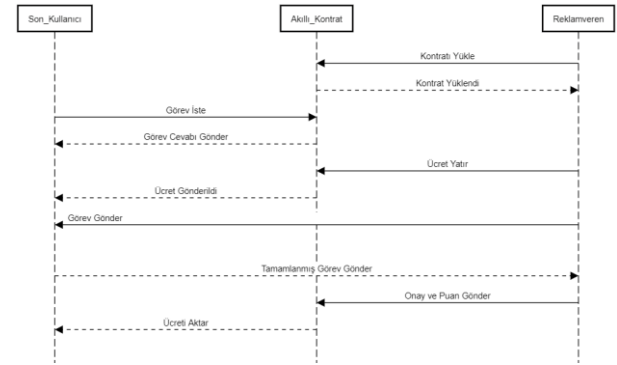 Son_Kullanıcı
Akıllı_Kontrat
Reklamveren
Kontratı Yükle
Kontrat Yüklendi
Görev İste
Görev Cevabı Gönder
Ücret Yatır
Ücret Gönderildi
Görev Gönder
Tamamlanmış Görev Gönder
Onay ve Puan Gönder
Ücreti Aktar